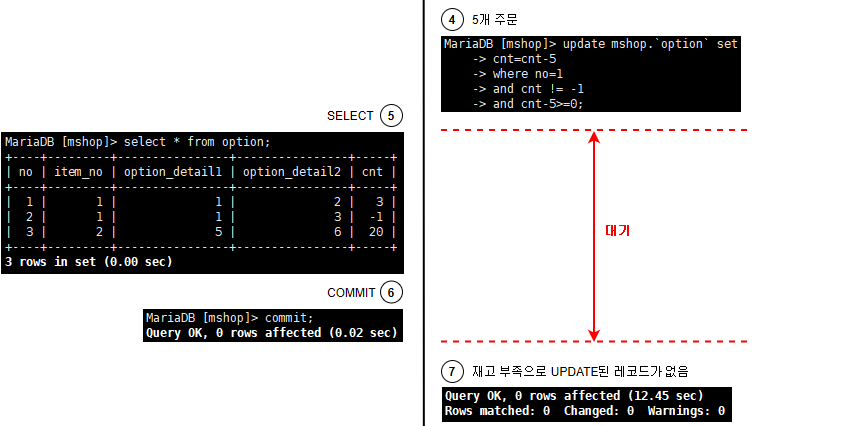 SELECT 5
MariaDB [mshop]> select * from option;
+----+---------+----------------+----------------+-----+
| no | item_no | option_detail1 | option_detail2 | cnt |
+----+---------+----------------+----------------+-----+
|  1 |       1 |              1 |              2 |   3 |
|  2 |       1 |              1 |              3 |  -1 |
|  3 |       2 |              5 |              6 |  20 |
+----+---------+----------------+----------------+-----+
3 rows in set (0.00 sec)
COMMIT 6
MariaDB [mshop]> commit;
Query OK, 0 rows affected (0.02 sec)
4 5개 주문
MariaDB [mshop]> update mshop.`option` set
    -> cnt=cnt-5
    -> where no=1
    -> and cnt != -1
    -> and cnt-5>=0;
대기
7 재고 부족으로 UPDATE된 레코드가 없음
Query OK, 0 rows affected (12.45 sec)
Rows matched: 0  Changed: 0  Warnings: 0